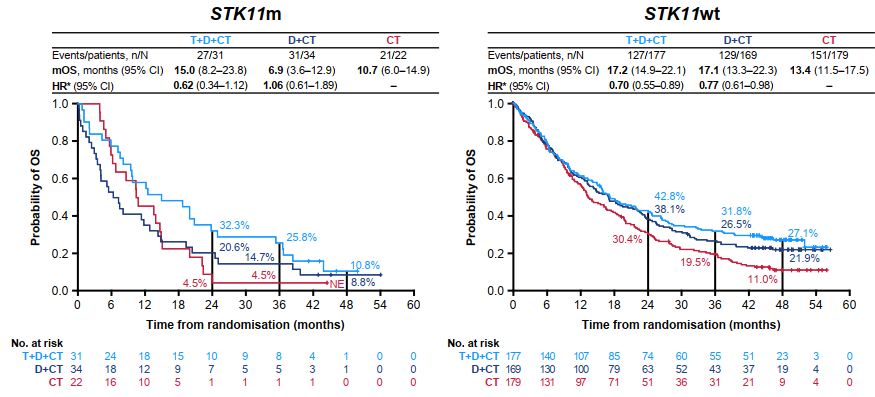 STK11m
T+D+CT D+CT CT
Events/patients, n/N 27/31 31/34 21/22
mOS, months (95% CI) 15.0 (8.2–23.8) 6.9 (3.6–12.9) 10.7 (6.0–14.9)
HR* (95% CI) 0.62 (0.34–1.12) 1.06 (0.61–1.89) –
Probability of OS
1.0
0.8
0.6
0.4
0.2
0.0
32.3%
25.8%
20.6%
14.7%
10.8%
4.5%
4.5%
NE
8.8%
0 6 12 18 24 30 36 42 48 54 60
Time from randomisation (months)
No. at risk
T+D+CT 31 24 18 15 10 9 8 4 1 0 0
D+CT 34 18 12 9 7 5 5 3 1 0 0
CT 22 16 10 5 1 1 1 1 0 0 0
STK11wt
T+D+CT D+CT CT
Events/patients, n/N 127/177 129/169 151/179
mOS, months (95% CI) 17.2 (14.9–22.1) 17.1 (13.3–22.3) 13.4 (11.5–17.5)
HR* (95% CI) 0.70 (0.55–0.89) 0.77 (0.61–0.98) –
Probability of OS
1.0
0.8
0.6
0.4
0.2
0.0
42.8%
38.1%
31.8%
26.5%
27.1%
30.4%
19.5%
21.9%
11.0%
0 6 12 18 24 30 36 42 48 54 60
Time from randomisation (months)
No. at risk
T+D+CT 177 140 107 85 74 60 55 51 23 3 0
D+CT 169 130 100 79 63 52 43 37 19 4 0
CT 179 131 97 71 51 36 31 21 9 4 0